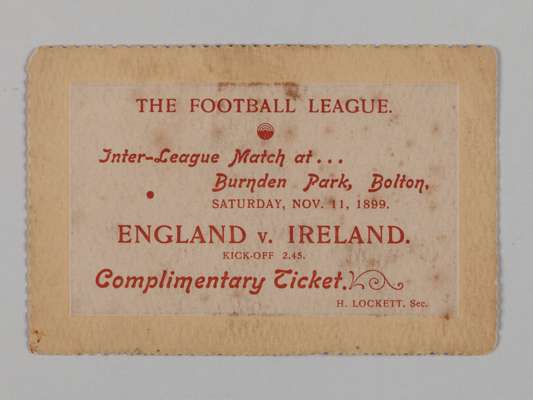 THE FOOTBALL LEAGUE.
Inter-League Match at...
Burnden Park, Bolton,
SATURDAY, NOV. 11, 1899.
ENGLAND v. IRELAND.
KICK-OFF 2.45.
Complimentary Ticket.
H. LOCKETT, Sec.